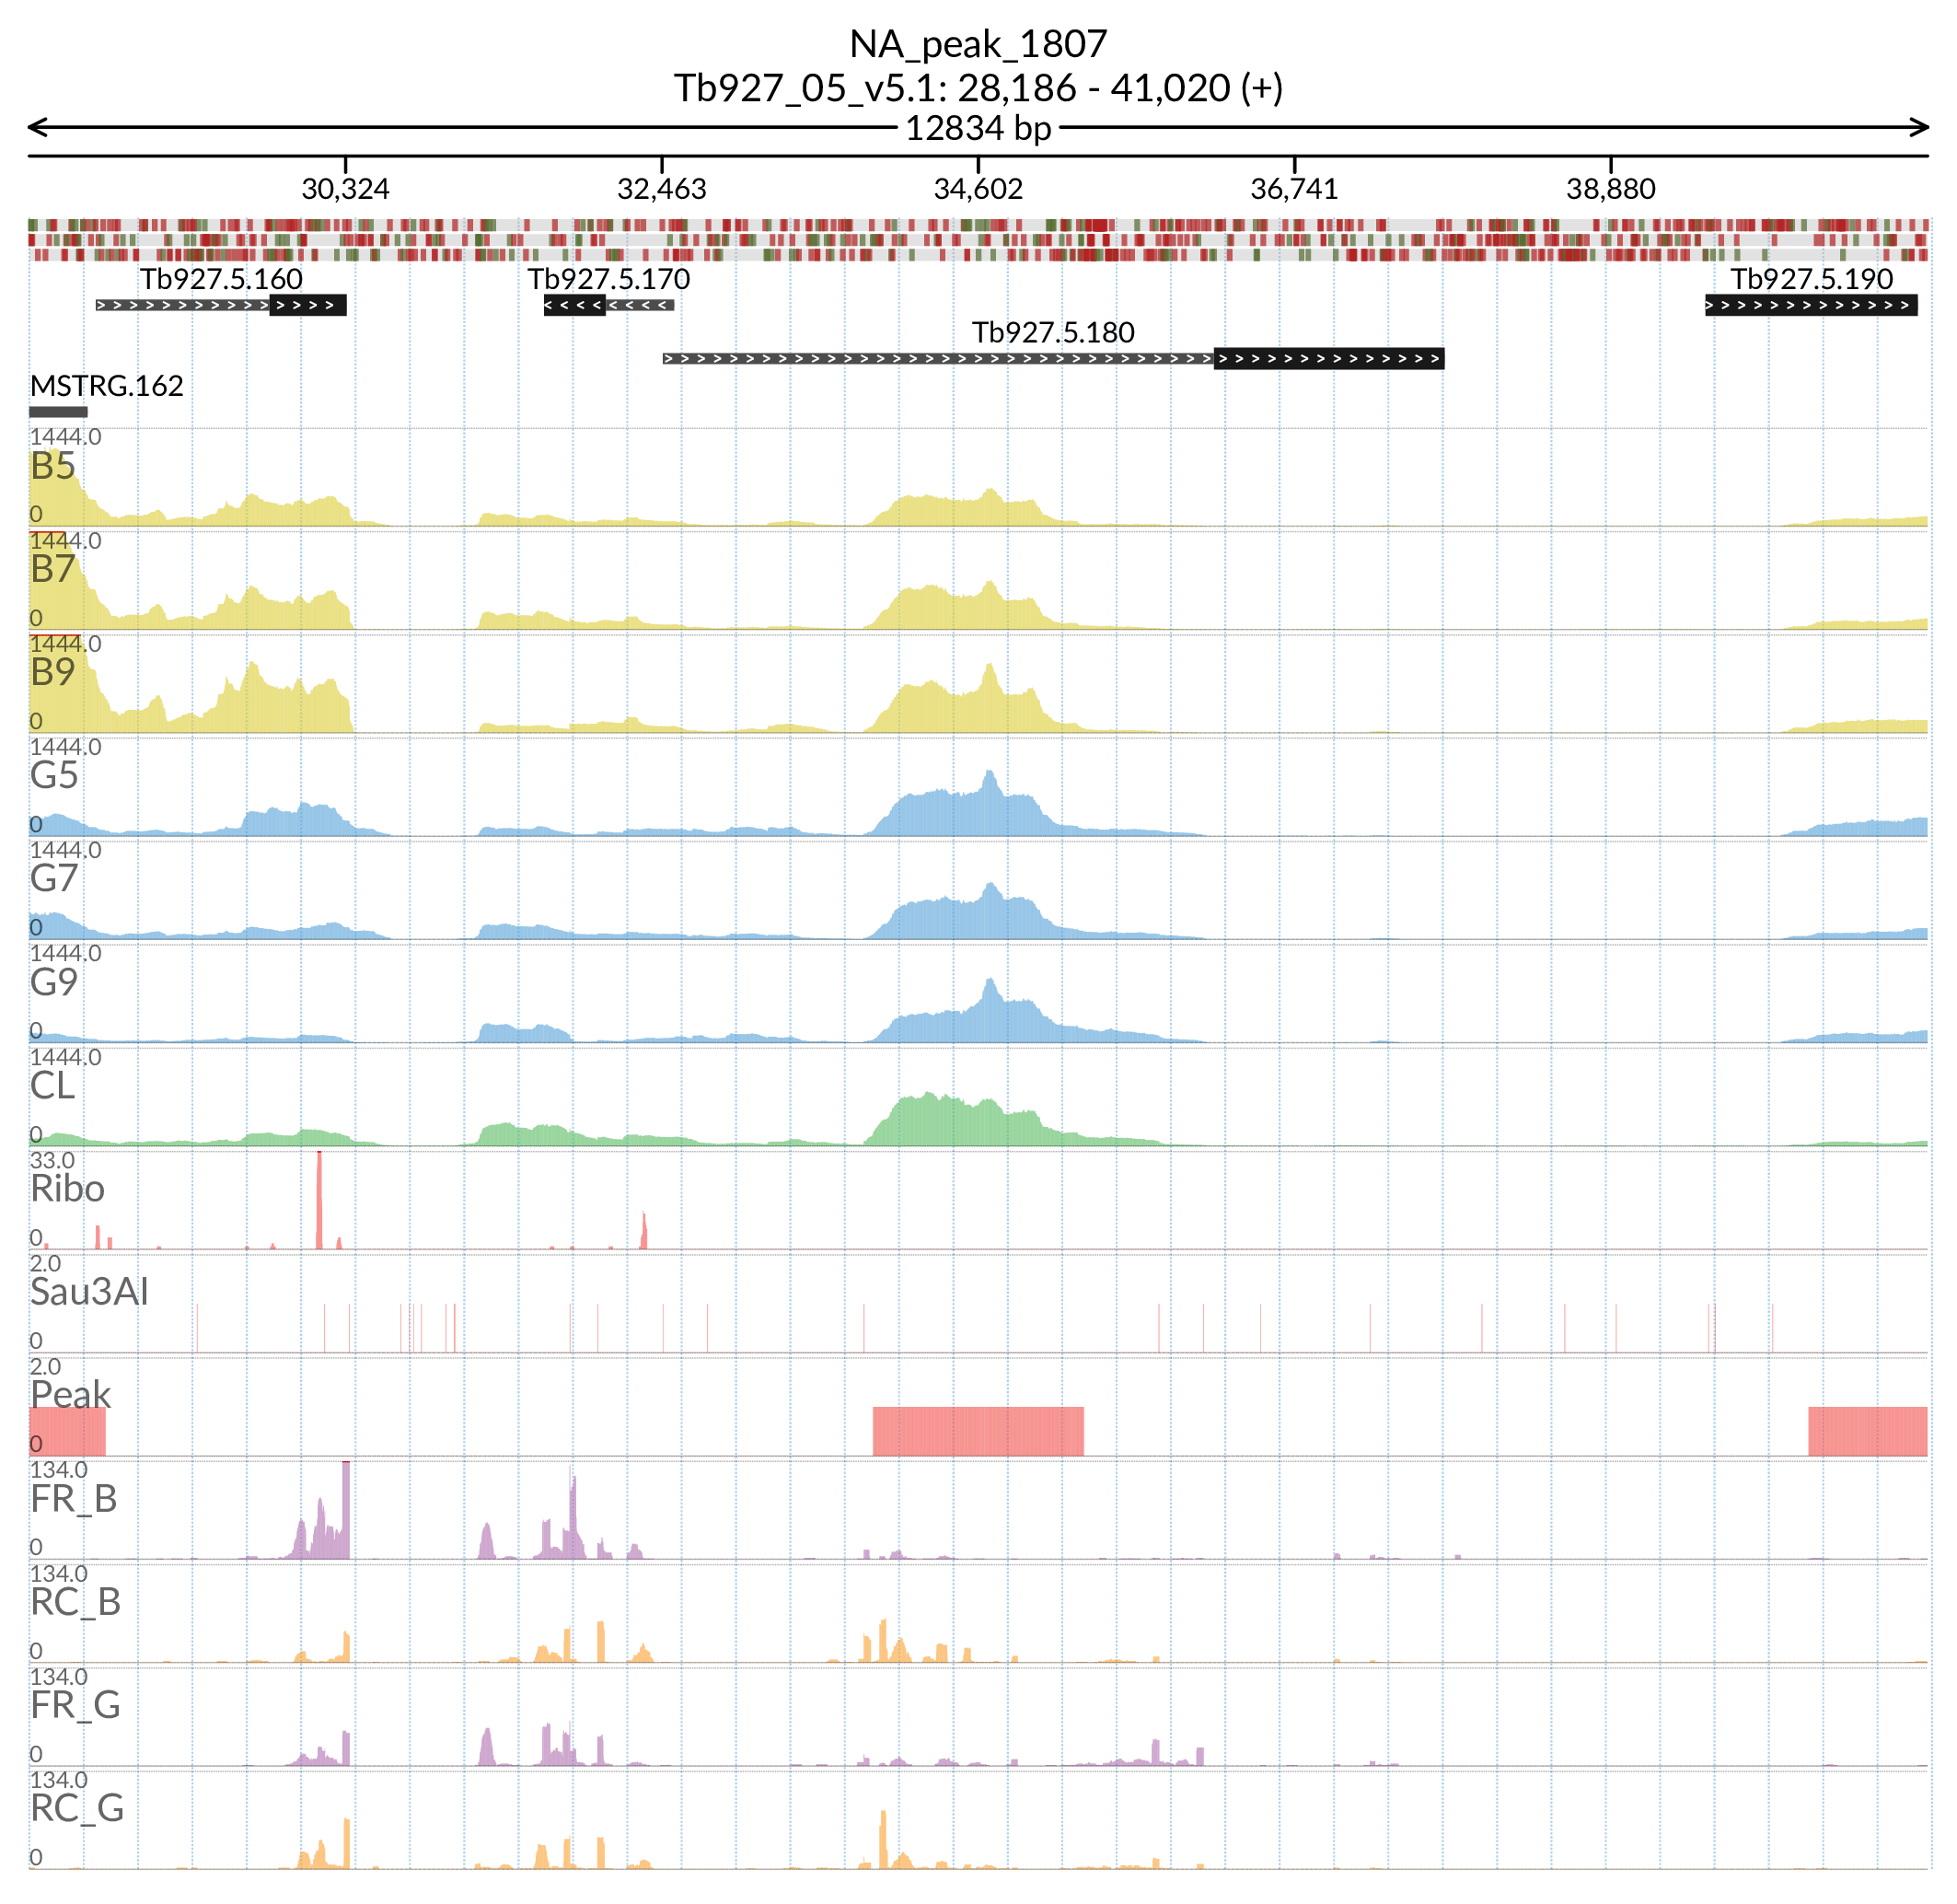 NA_peak_1807
Tb927_05_v5.1: 28,186 - 41,020 (+)
12834 bp
30,324 32,463 34,602 36,741 38,880
Tb927.5.160 Tb927.5.170 Tb927.5.190
Tb927.5.180
MSTRG.162
1444.0
B5
0
1444.0
B7
0
1444.0
B9
0
1444.0
G5
0
1444.0
G7
0
1444.0
G9
0
1444.0
CL
0
33.0
Ribo
0
2.0
Sau3AI
0
2.0
Peak
0
134.0
FR_B
0
134.0
RC_B
0
134.0
FR_G
0
134.0
RC_G
0